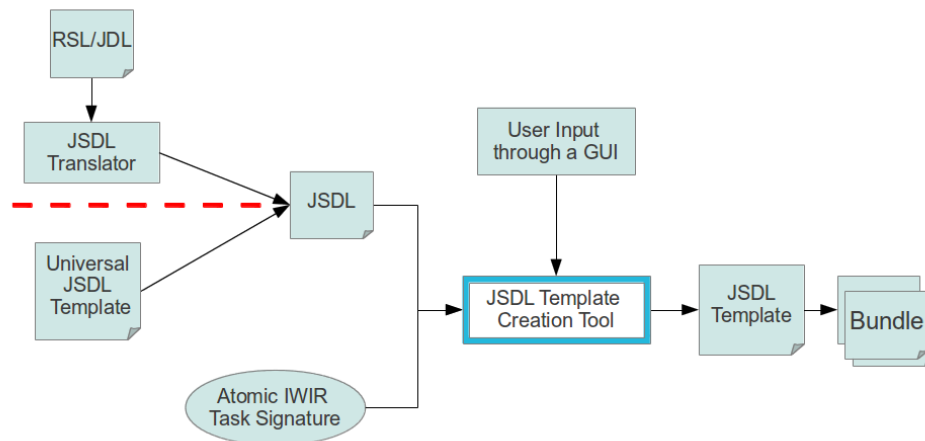 RSL/JDL
JSDL
Translator
User Input
through a GUI
JSDL
Universal
JSDL
Template
JSDL Template
Creation Tool
JSDL
Template
Bundle
Atomic IWIR
Task Signature